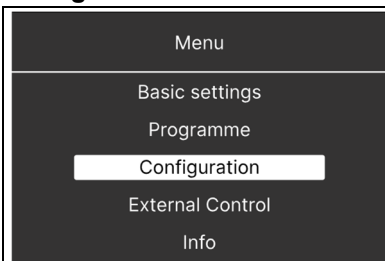 Menu
Basic settings
Programme
Configuration
External Control
Info